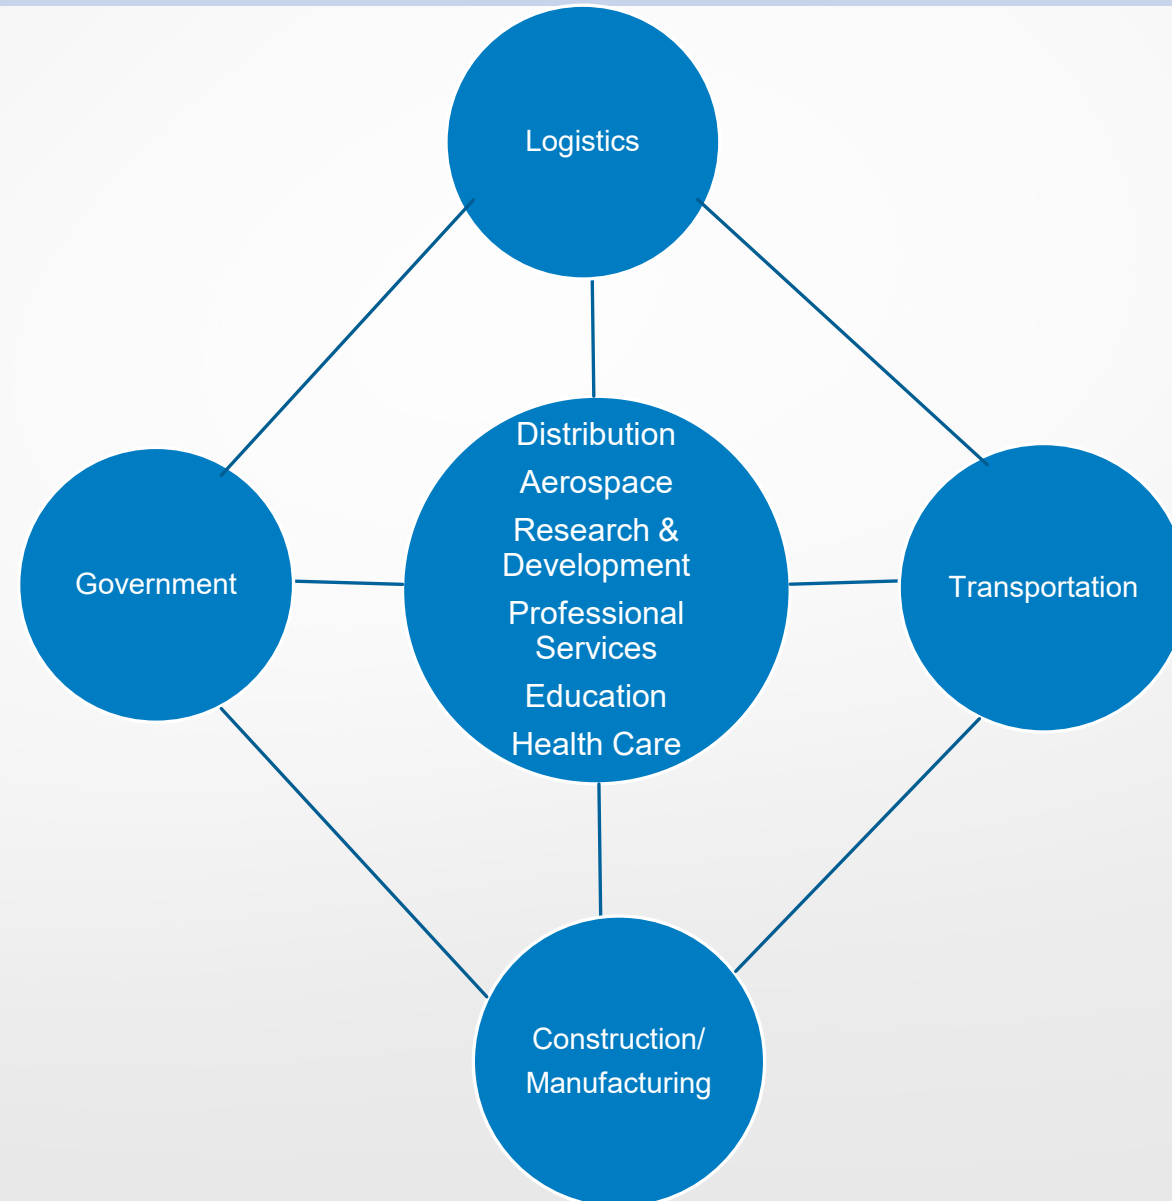 Logistics
Distribution
Aerospace
Research &
Development
Professional
Services
Education
Health Care
Government
Transportation
Construction/
Manufacturing